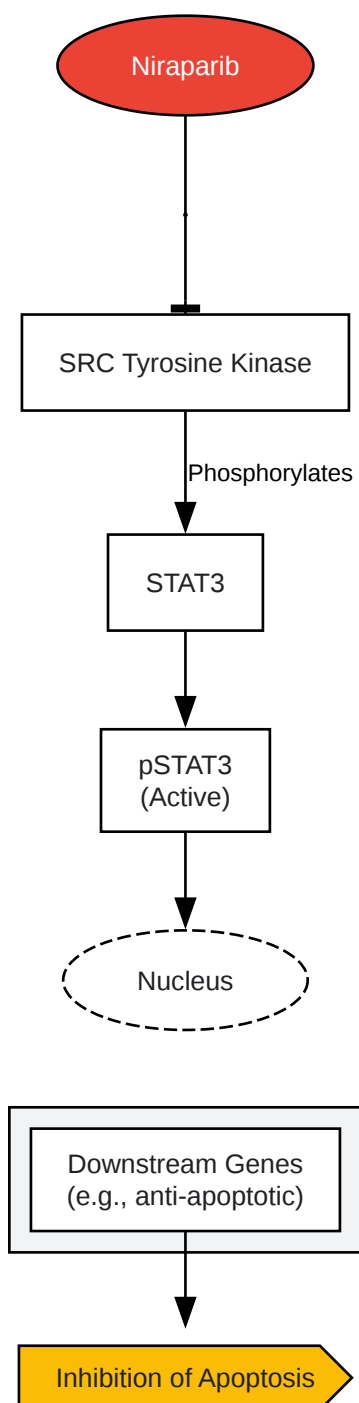 Niraparib
SRC Tyrosine Kinase
Phosphorylates
STAT3
pSTAT3
(Active)
Nucleus
Downstream Genes
(e.g., anti-apoptotic)
Inhibition of Apoptosis